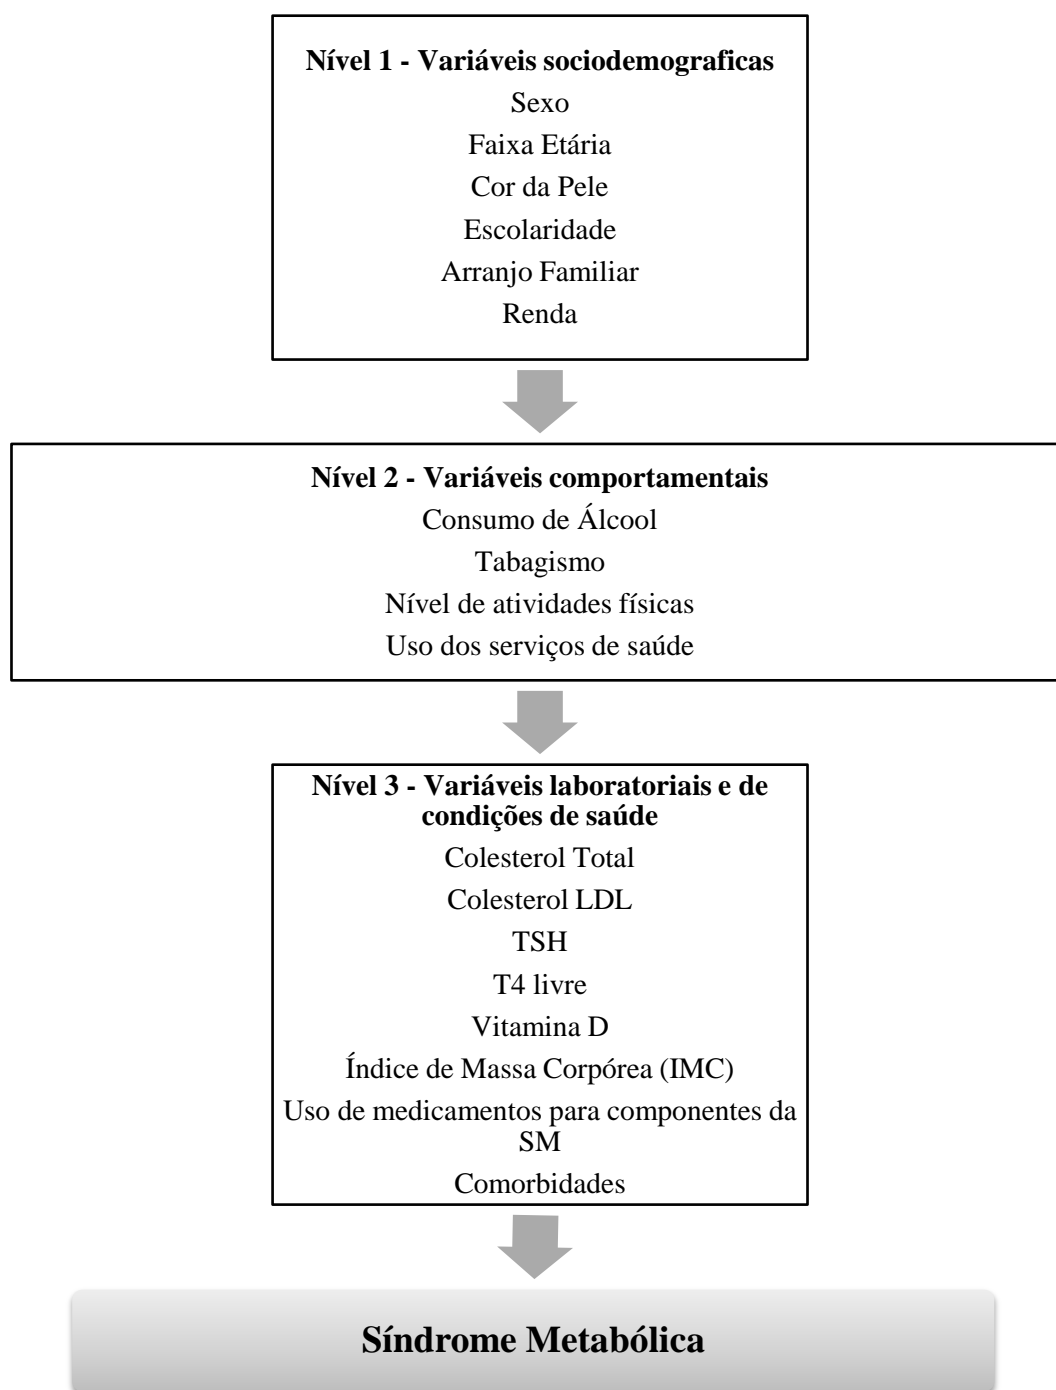 Nível 1 - Variáveis sociodemograficas
Sexo
Faixa Etária
Cor da Pele
Escolaridade
Arranjo Familiar
Renda
Nível 2 - Variáveis comportamentais
Consumo de Álcool
Tabagismo
Nível de atividades físicas
Uso dos serviços de saúde
Nível 3 - Variáveis laboratoriais e de
condições de saúde
Colesterol Total
Colesterol LDL
TSH
T4 livre
Vitamina D
Índice de Massa Corpórea (IMC)
Uso de medicamentos para componentes da
SM
Comorbidades
Síndrome Metabólica